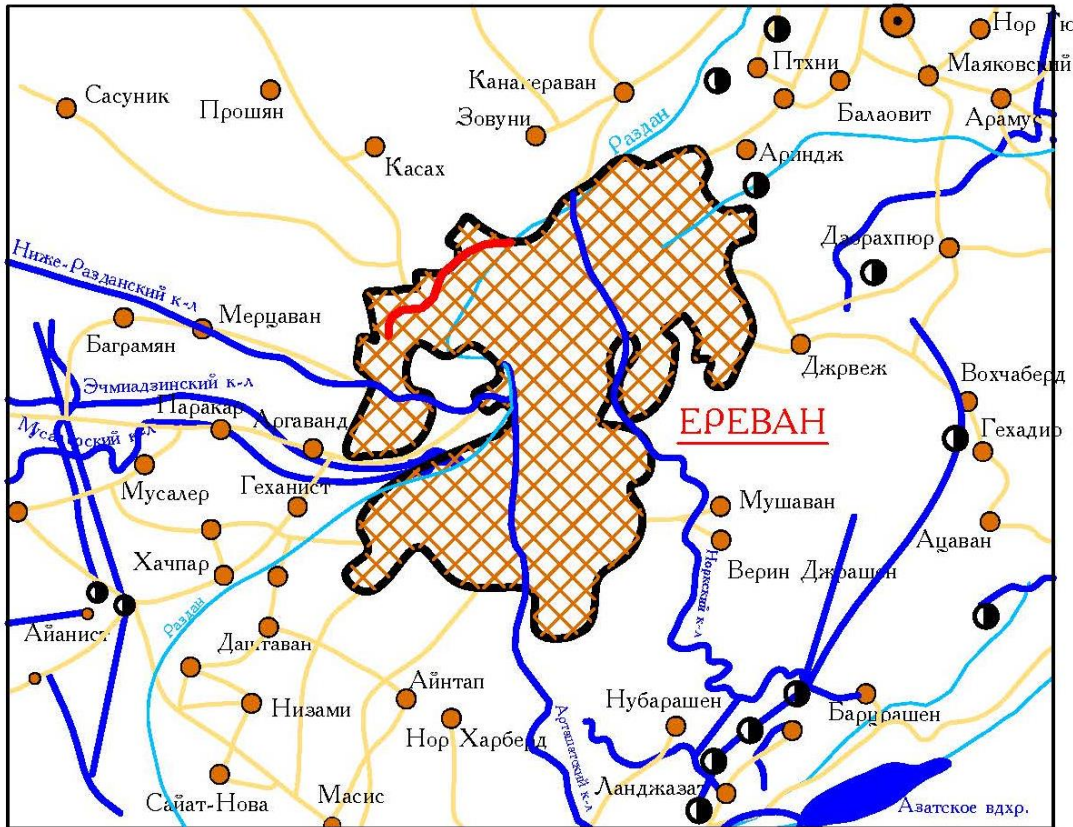 Нор Гю
Птхни
Маяковский
Канакераван
Сасуник
Прошян
Зовуни
Раздан
Балаовит
Арамус
Касах
Ариндж
Дзорахпюр
Ниже-Разданский к-л
Мерцаван
Баграмян
Джрвеж
Эчмиадзинский к-л
Вохчаберд
Паракар
Аргаванд
ЕРЕВАН
Гехадир
Мусалерский к-л
Мусалер
Геханист
Мушаван
Ацаван
Хачпар
Верин Джрашен
Норкский к-л
Раздан
Айанист
Даштаван
Айнтап
Нубарашен
Низами
Барцрашен
Нор Харберд
Арташатский к-л
Ланджазат
Сайат-Нова
Масис
Азатское вдхр.